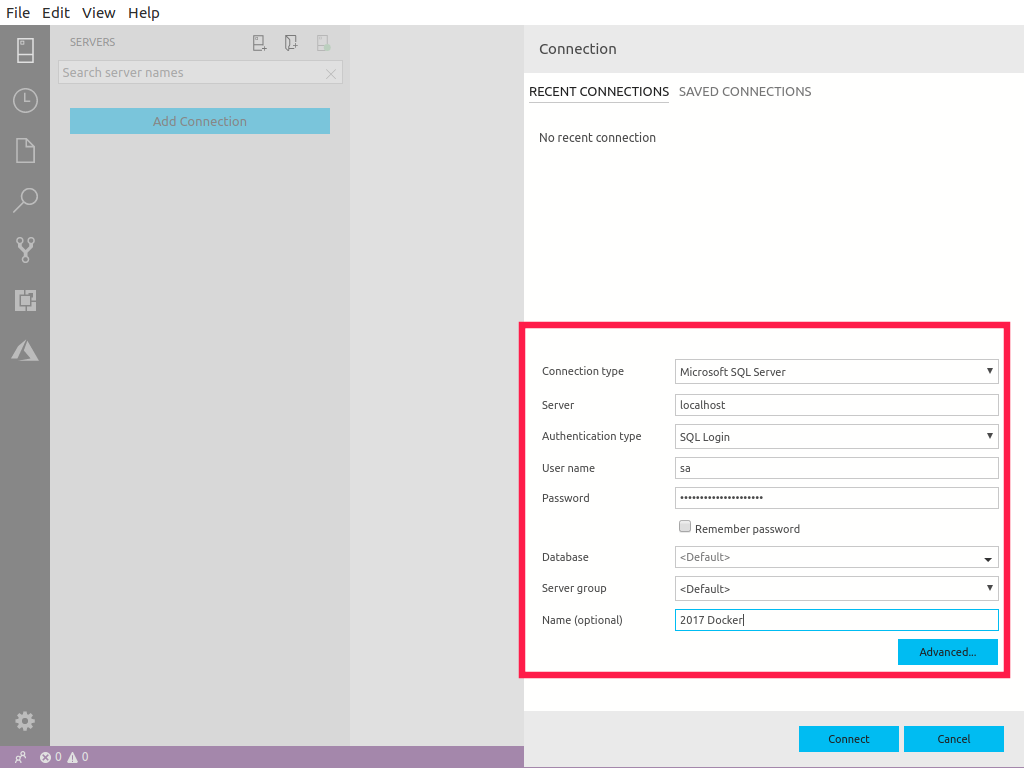 File Edit View Help
SERVERS
Search server names
Add Connection
Connection
RECENT CONNECTIONS SAVED CONNECTIONS
No recent connection
Connection type Microsoft SQL Server
Server localhost
Authentication type SQL Login
User name sa
Password •••••••••••••••••••••
Remember password
Database <Default>
Server group <Default>
Name (optional) 2017 Docker
Advanced...
Connect Cancel
0 0